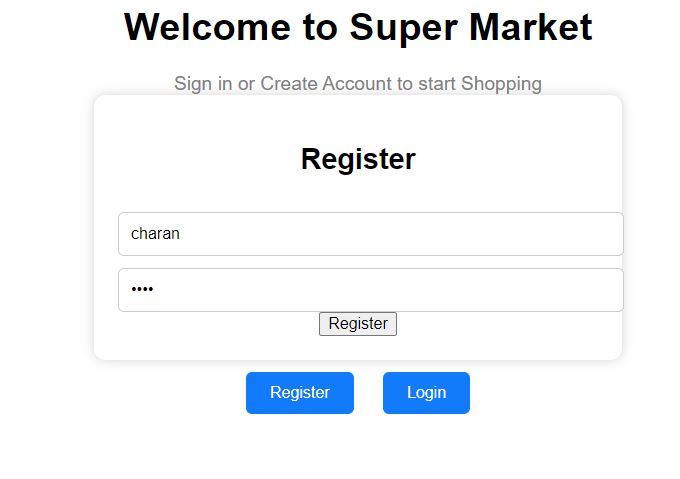 Welcome to Super Market
Sign in or Create Account to start Shopping
Register
charan
••••
Register
Register Login